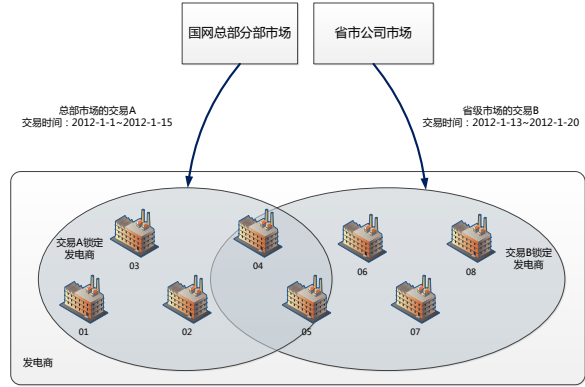 国网总部分部市场
省市公司市场
总部市场的交易A
交易时间：2012-1-1~2012-1-15
省级市场的交易B
交易时间：2012-1-13~2012-1-20
交易A锁定
发电商
03
04
06
08
交易B锁定
发电商
01
02
05
07
发电商